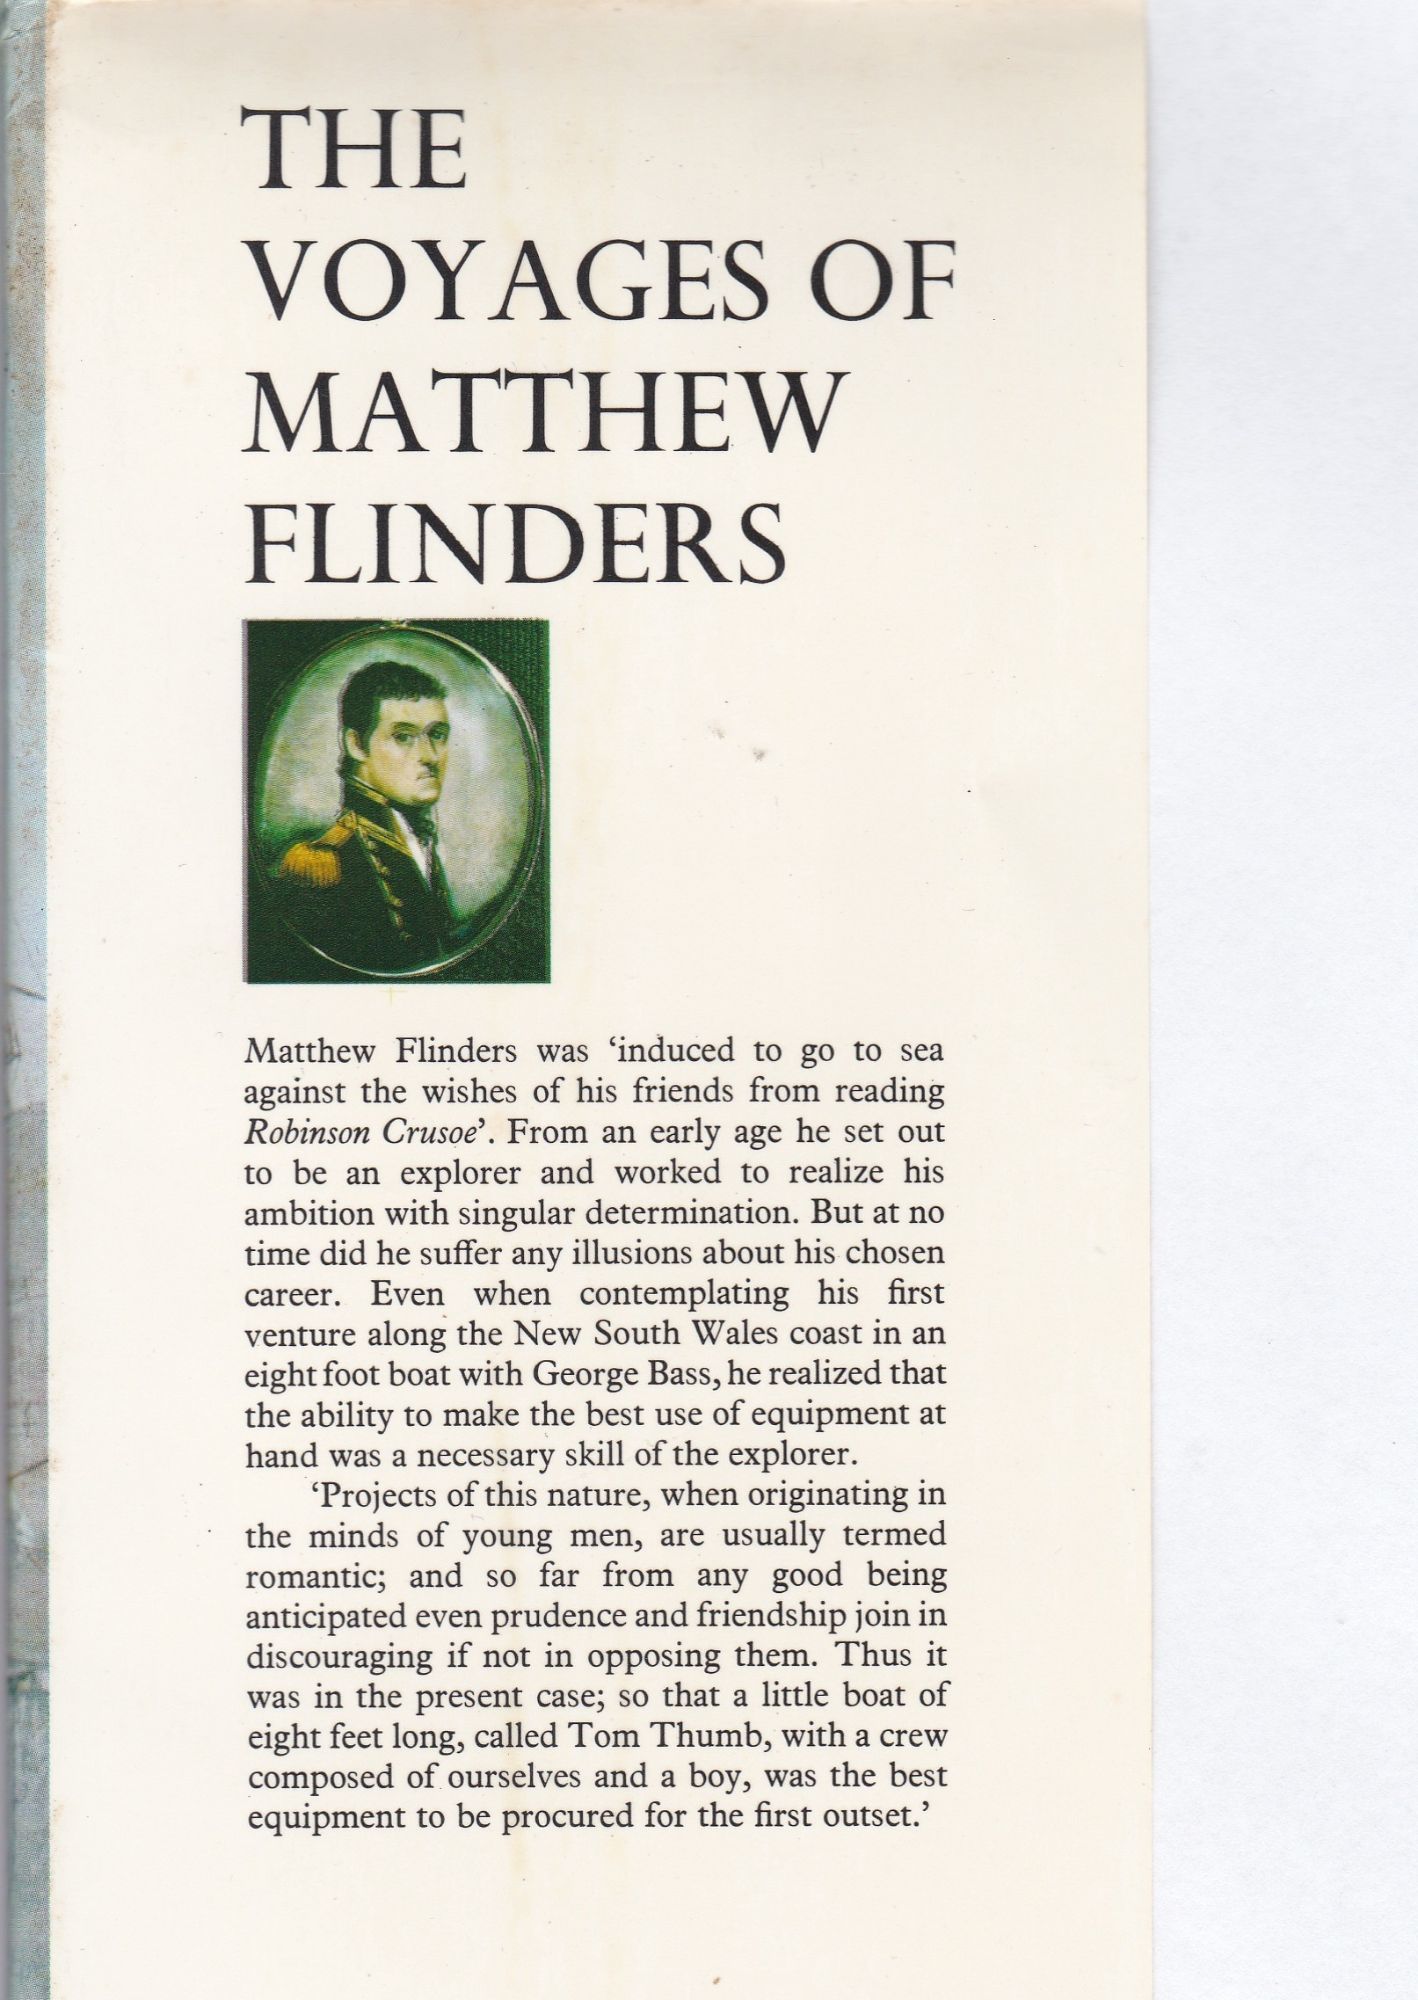 THE
VOYAGES OF
MATTHEW
FLINDERS
Matthew Flinders was ‘induced to go to sea
against the wishes of his friends from reading
Robinson Crusoe’. From an early age he set out
to be an explorer and worked to realize his
ambition with singular determination. But at no
time did he suffer any illusions about his chosen
career. Even when contemplating his first
venture along the New South Wales coast in an
eight foot boat with George Bass, he realized that
the ability to make the best use of equipment at
hand was a necessary skill of the explorer.
‘Projects of this nature, when originating in
the minds of young men, are usually termed
romantic; and so far from any good being
anticipated even prudence and friendship join in
discouraging if not in opposing them. Thus it
was in the present case; so that a little boat of
eight feet long, called Tom Thumb, with a crew
composed of ourselves and a boy, was the best
equipment to be procured for the first outset.’